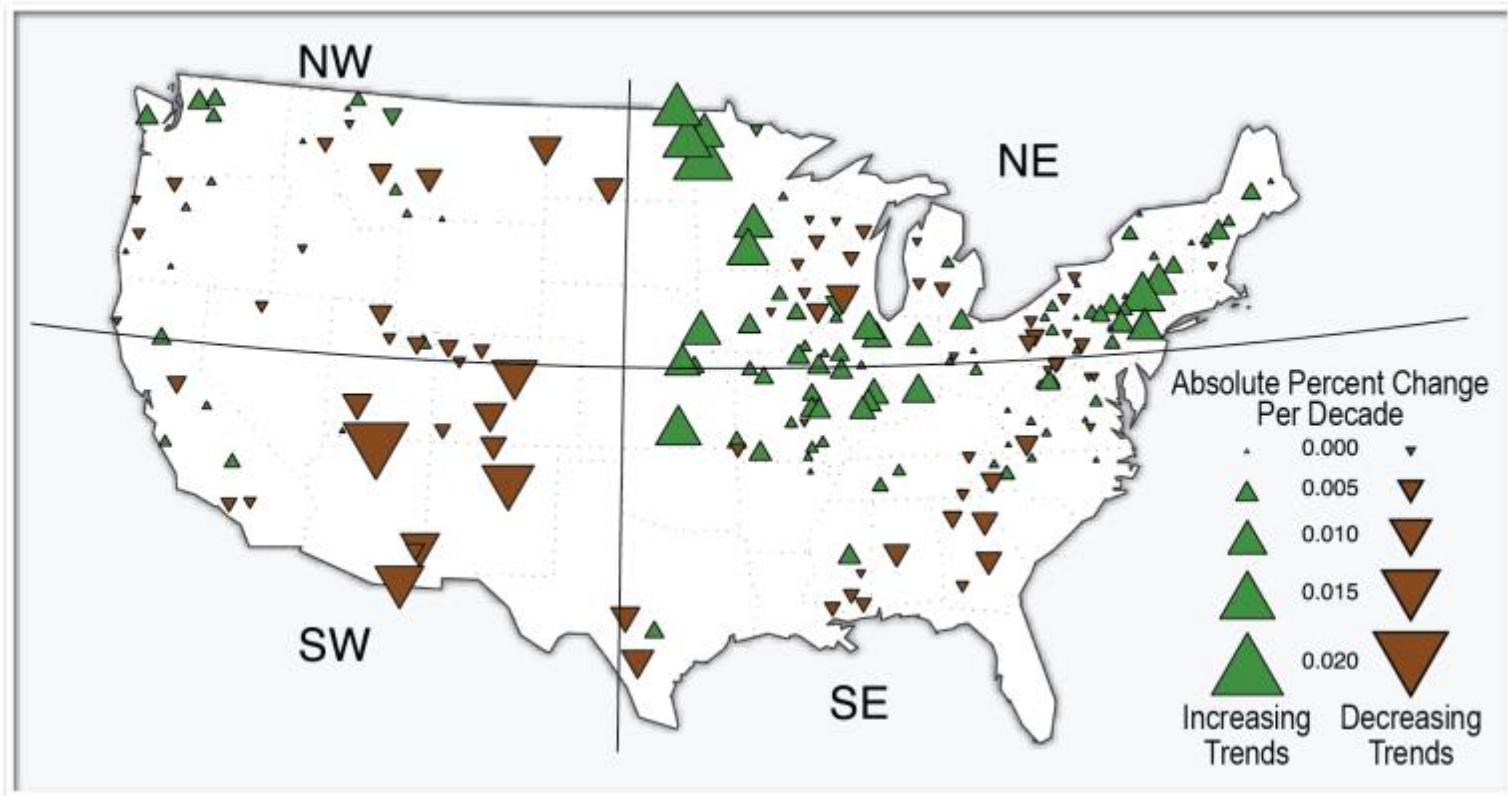 NW
NE
Absolute Percent Change
Per Decade
0.000
0.005
0.010
0.015
0.020
Increasing Decreasing
Trends Trends
SW
SE